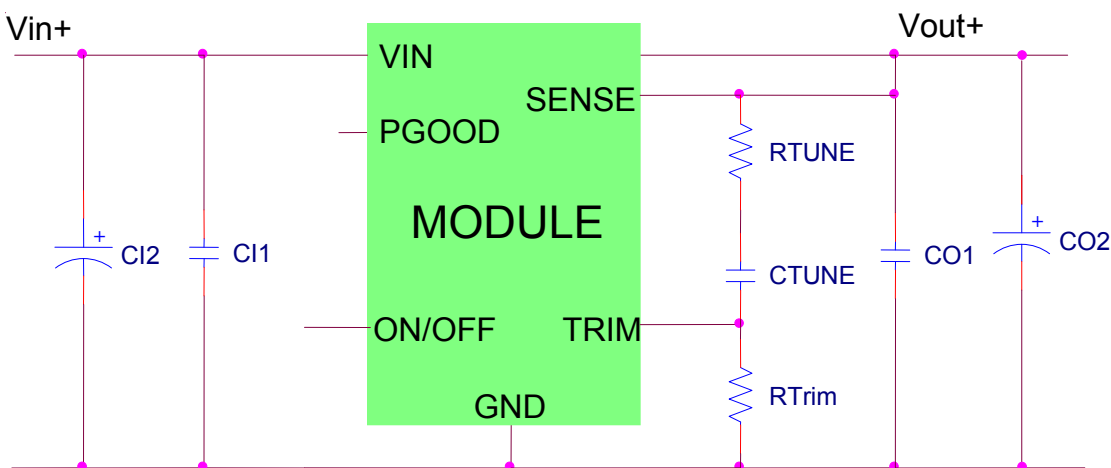 Vin+
Vout+
VIN
SENSE
PGOOD
RTUNE
MODULE
+
CI2
CI1
+
CO1
CO2
CTUNE
ON/OFF
TRIM
RTrim
GND